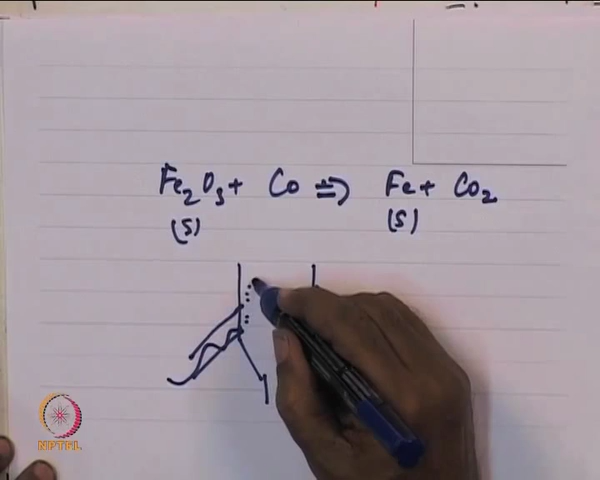 Fe2O3 + Co ⇒ Fe + Co2
(s) (s)
NPTEL